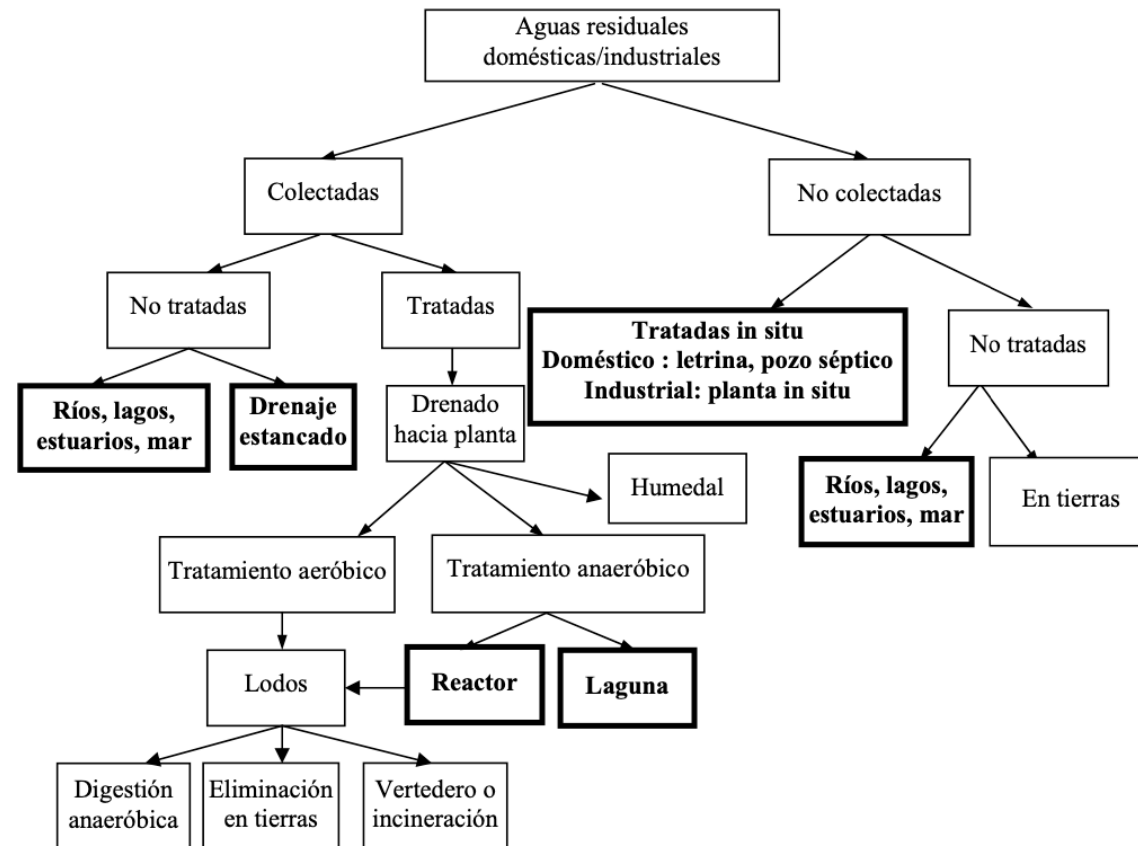 Aguas residuales
domésticas/industriales
Colectadas
No colectadas
No tratadas
Tratadas
Tratadas in situ
Doméstico : letrina, pozo séptico
Industrial: planta in situ
No tratadas
Ríos, lagos,
estuarios, mar
Drenaje
estancado
Drenado
hacia planta
Humedal
Ríos, lagos,
estuarios, mar
En tierras
Tratamiento aeróbico
Tratamiento anaeróbico
Lodos
Reactor
Laguna
Digestión
anaeróbica
Eliminación
en tierras
Vertedero o
incineración